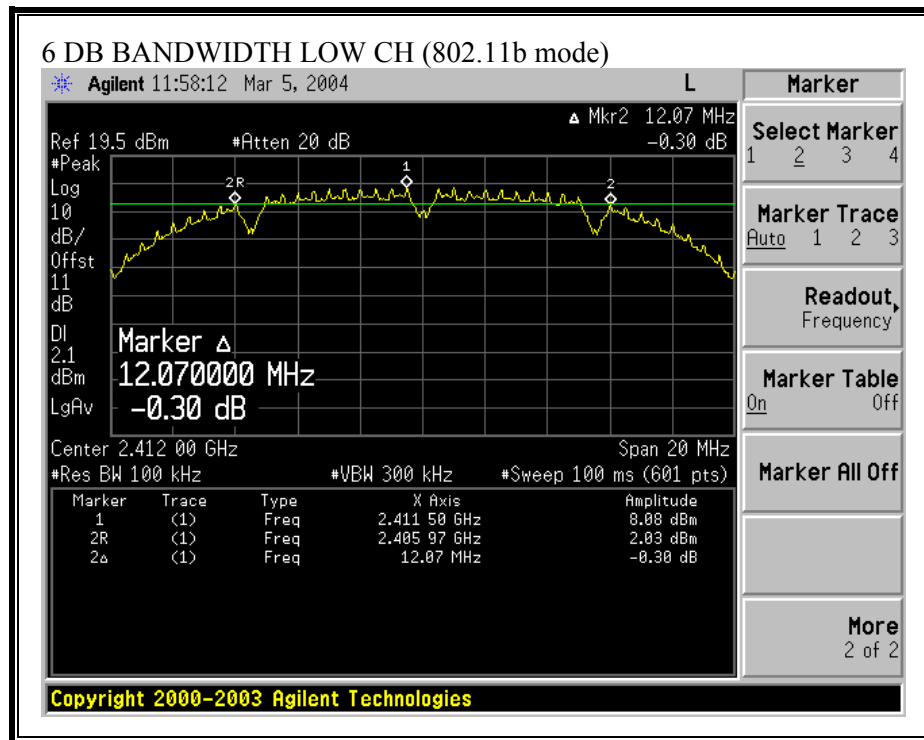 6 DB BANDWIDTH LOW CH (802.11b mode)
Agilent 11:58:12 Mar 5, 2004 L
Δ Mkr2 12.07 MHz
Ref 19.5 dBm #Atten 20 dB -0.30 dB
#Peak
Log
10
dB/
Offst
11
dB
DI
2.1
dBm
LgAv
2R
1
2
Marker Δ
12.070000 MHz
-0.30 dB
Center 2.412 00 GHz Span 20 MHz
#Res BW 100 kHz #VBW 300 kHz #Sweep 100 ms (601 pts)
Marker Trace Type X Axis Amplitude
1 (1) Freq 2.411 50 GHz 8.08 dBm
2R (1) Freq 2.405 97 GHz 2.03 dBm
2Δ (1) Freq 12.07 MHz -0.30 dB
Marker
Select Marker
1 2 3 4
Marker Trace
Auto 1 2 3
Readout
Frequency
Marker Table
On Off
Marker All Off
More
2 of 2
Copyright 2000-2003 Agilent Technologies